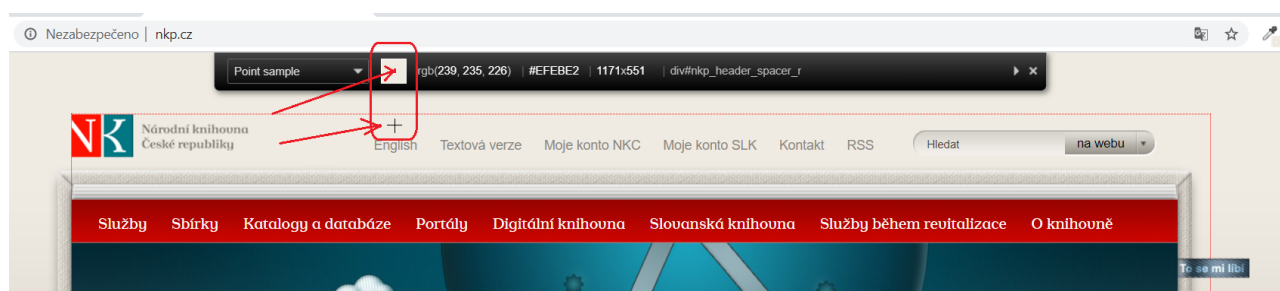 Nezabezpečeno | nkp.cz
Point sample rgb(239, 235, 226) | #EFEBE2 | 1171x551 | div#nkp_header_spacer_r
NK Národní knihovna
České republiky
English Textová verze Moje konto NKC Moje konto SLK Kontakt RSS Hledat na webu
Služby Sbírky Katalogy a databáze Portály Digitální knihovna Slovanská knihovna Služby během revitalizace O knihovně
To se mi líbí